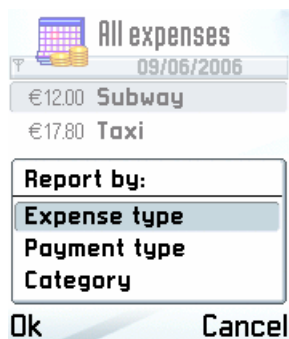 All expenses
09/06/2006
€12.00 Subway
€17.80 Taxi
Report by:
Expense type
Payment type
Category
Ok Cancel